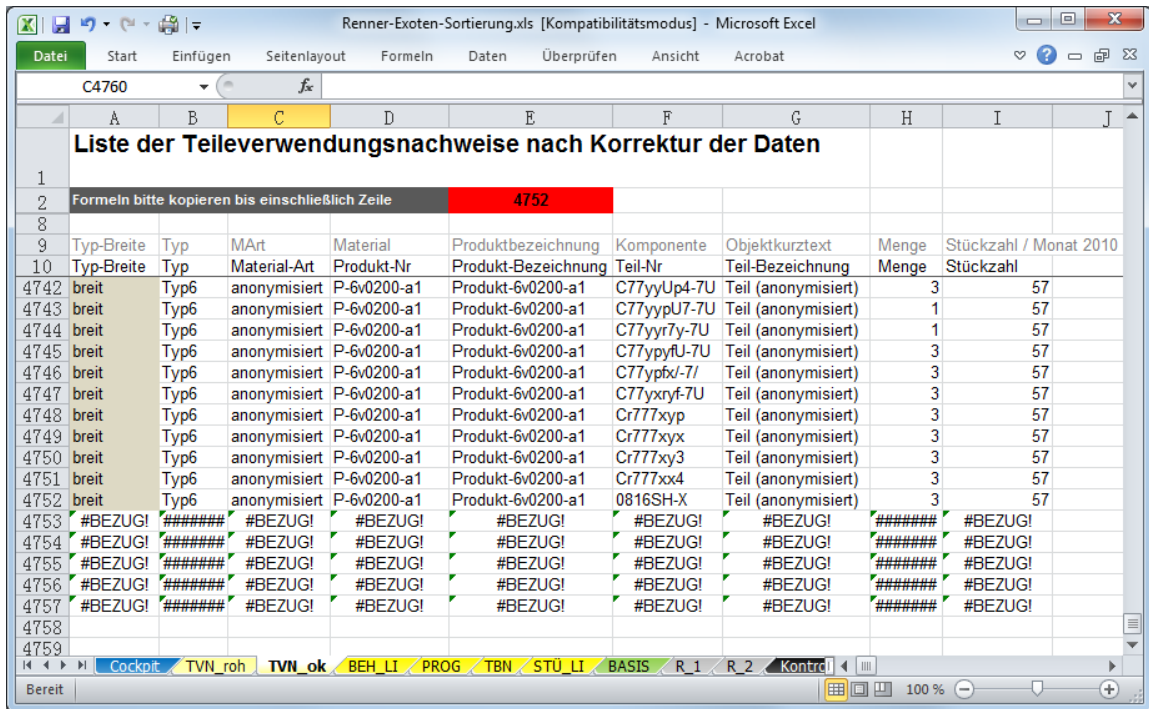 Renner-Exoten-Sortierung.xls [Kompatibilitätsmodus] - Microsoft Excel
Datei Start Einfügen Seitenlayout Formeln Daten Überprüfen Ansicht Acrobat
C4760 fx
A B C D E F G H I J
1 Liste der Teileverwendungsnachweise nach Korrektur der Daten
2 Formeln bitte kopieren bis einschließlich Zeile 4752
8
9 Typ-Breite Typ MArt Material Produktbezeichnung Komponente Objektkurztext Menge Stückzahl / Monat 2010
10 Typ-Breite Typ Material-Art Produkt-Nr Produkt-Bezeichnung Teil-Nr Teil-Bezeichnung Menge Stückzahl
4742 breit Typ6 anonymisiert P-6v0200-a1 Produkt-6v0200-a1 C77yyUp4-7U Teil (anonymisiert) 3 57
4743 breit Typ6 anonymisiert P-6v0200-a1 Produkt-6v0200-a1 C77yypU7-7U Teil (anonymisiert) 1 57
4744 breit Typ6 anonymisiert P-6v0200-a1 Produkt-6v0200-a1 C77yyr7y-7U Teil (anonymisiert) 1 57
4745 breit Typ6 anonymisiert P-6v0200-a1 Produkt-6v0200-a1 C77ypyfU-7U Teil (anonymisiert) 3 57
4746 breit Typ6 anonymisiert P-6v0200-a1 Produkt-6v0200-a1 C77ypfx/-7/ Teil (anonymisiert) 3 57
4747 breit Typ6 anonymisiert P-6v0200-a1 Produkt-6v0200-a1 C77yxryf-7U Teil (anonymisiert) 3 57
4748 breit Typ6 anonymisiert P-6v0200-a1 Produkt-6v0200-a1 Cr777xyp Teil (anonymisiert) 3 57
4749 breit Typ6 anonymisiert P-6v0200-a1 Produkt-6v0200-a1 Cr777xyx Teil (anonymisiert) 3 57
4750 breit Typ6 anonymisiert P-6v0200-a1 Produkt-6v0200-a1 Cr777xy3 Teil (anonymisiert) 3 57
4751 breit Typ6 anonymisiert P-6v0200-a1 Produkt-6v0200-a1 Cr777xx4 Teil (anonymisiert) 3 57
4752 breit Typ6 anonymisiert P-6v0200-a1 Produkt-6v0200-a1 0816SH-X Teil (anonymisiert) 3 57
4753 #BEZUG! ####### #BEZUG! #BEZUG! #BEZUG! #BEZUG! #BEZUG! ####### #BEZUG!
4754 #BEZUG! ####### #BEZUG! #BEZUG! #BEZUG! #BEZUG! #BEZUG! ####### #BEZUG!
4755 #BEZUG! ####### #BEZUG! #BEZUG! #BEZUG! #BEZUG! #BEZUG! ####### #BEZUG!
4756 #BEZUG! ####### #BEZUG! #BEZUG! #BEZUG! #BEZUG! #BEZUG! ####### #BEZUG!
4757 #BEZUG! ####### #BEZUG! #BEZUG! #BEZUG! #BEZUG! #BEZUG! ####### #BEZUG!
4758
4759
Cockpit TVN_roh TVN_ok BEH_LI PROG TBN STÜ_LI BASIS R_1 R_2 Kontrol
Bereit 100 %